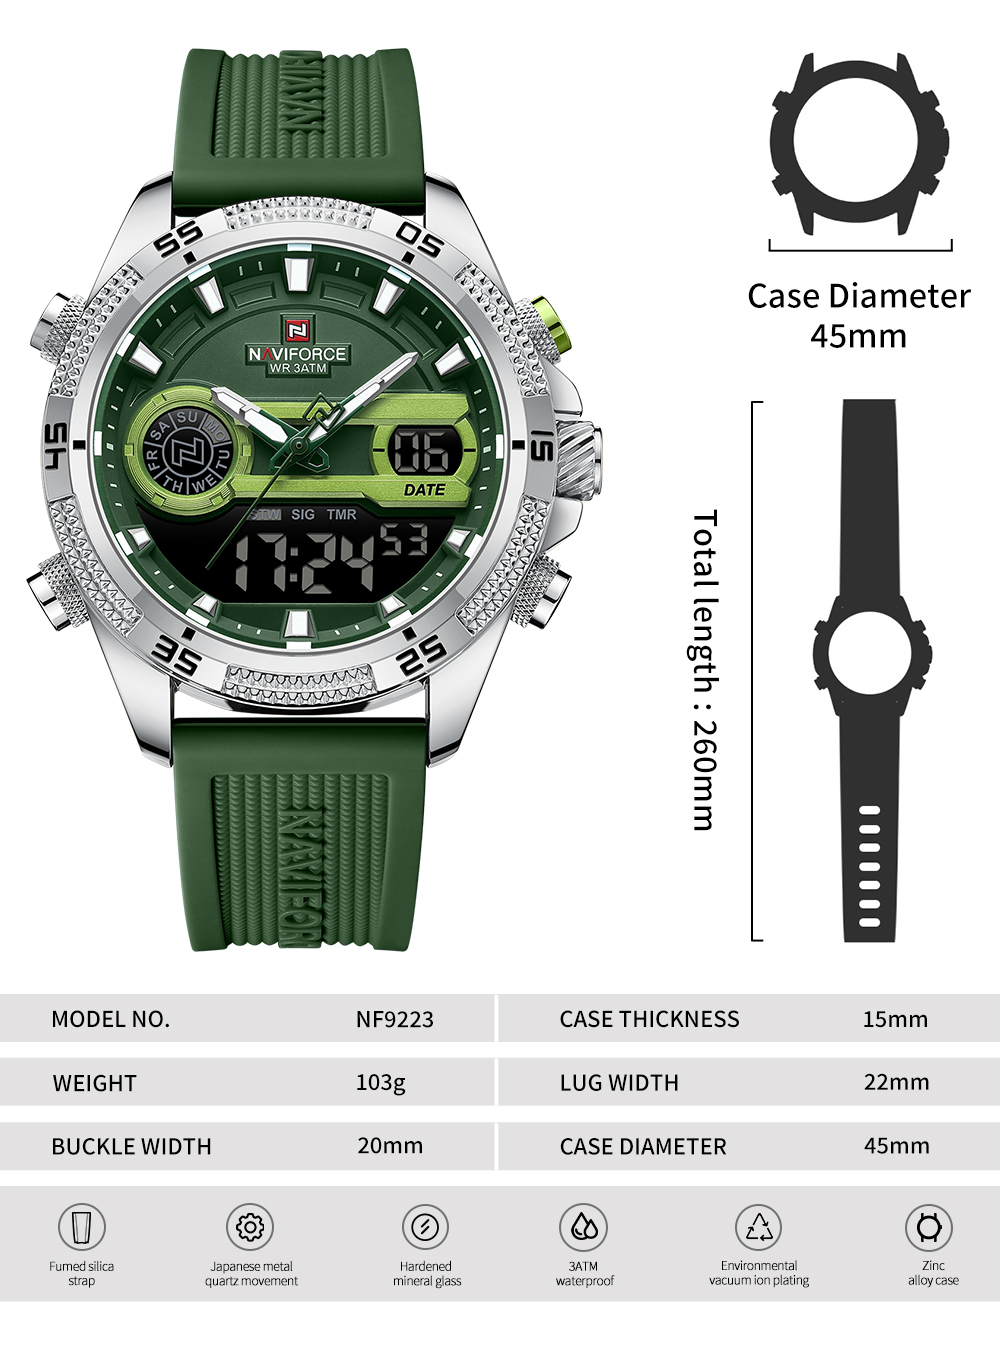 NAVIFORCE
55
05
NAVIFORCE
WR 3ATM
45
15
SA SU MO TU WE TH FR
06
DATE
STW SIG TMR
17:24 53
35
25
NAVIFOR
Case Diameter
45mm
Total length : 260mm
MODEL NO. NF9223 CASE THICKNESS 15mm
WEIGHT 103g LUG WIDTH 22mm
BUCKLE WIDTH 20mm CASE DIAMETER 45mm
Fumed silica
strap
Japanese metal
quartz movement
Hardened
mineral glass
3ATM
waterproof
Environmental
vacuum ion plating
Zinc
alloy case